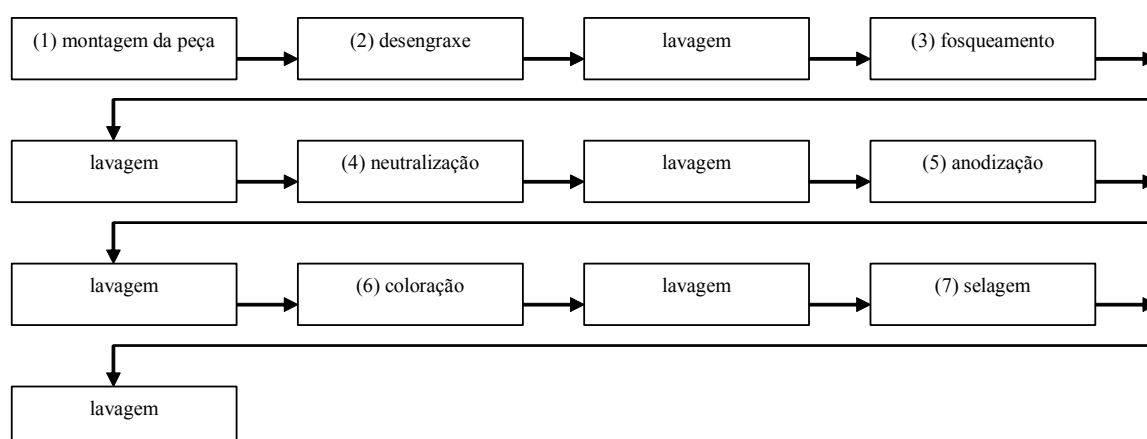 (1) montagem da peça
(2) desengraxe
lavagem
(3) fosqueamento
lavagem
(4) neutralização
lavagem
(5) anodização
lavagem
(6) coloração
lavagem
(7) selagem
lavagem